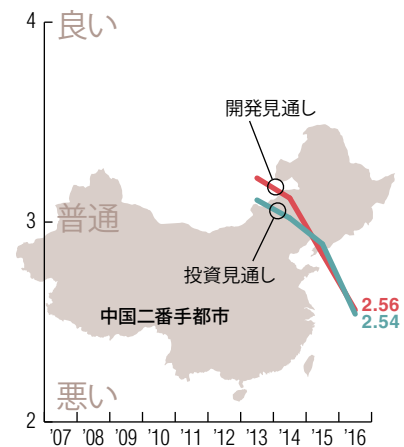 4
良い
開発見通し
3
普通
投資見通し
中国二番手都市
2.56
2.54
悪い
2
'07 '08 '09 '10 '11 '12 '13 '14 '15 '16